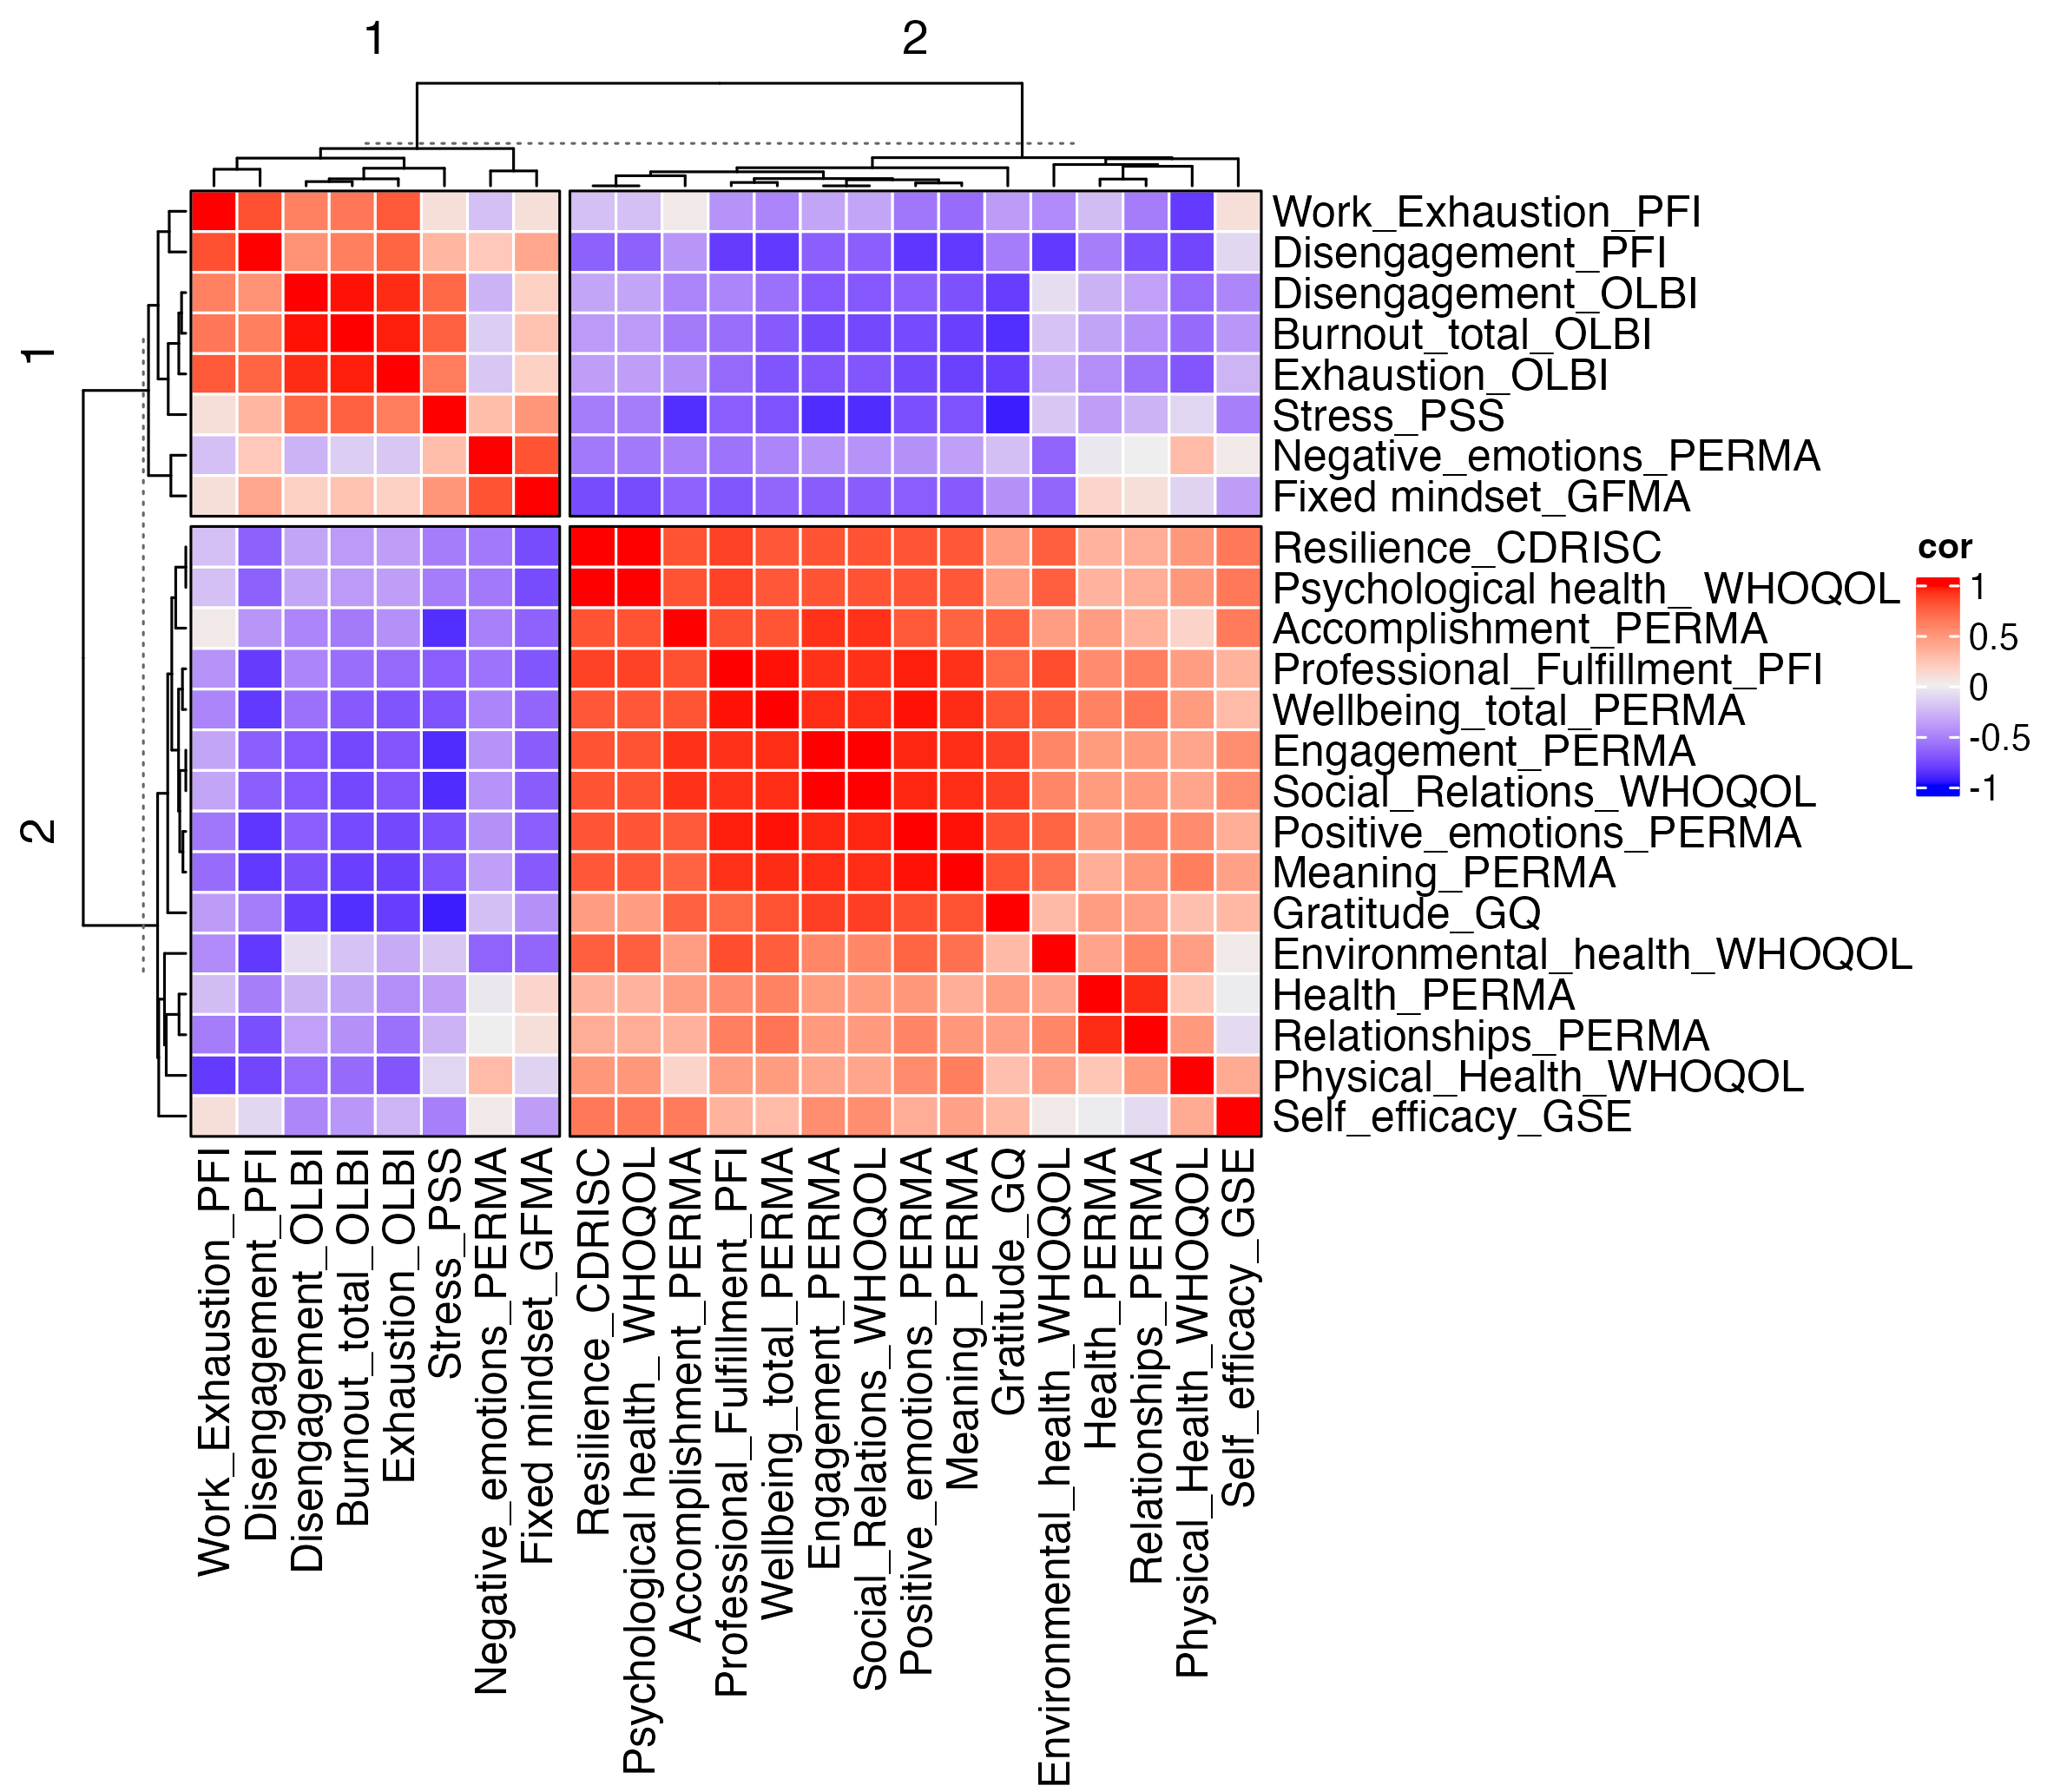 1
2
1
2
Work_Exhaustion_PFI
Disengagement_PFI
Disengagement_OLBI
Burnout_total_OLBI
Exhaustion_OLBI
Stress_PSS
Negative_emotions_PERMA
Fixed mindset_GFMA
Resilience_CDRISC
Psychological health_ WHOQOL
Accomplishment_PERMA
Professional_Fulfillment_PFI
Wellbeing_total_PERMA
Engagement_PERMA
Social_Relations_WHOQOL
Positive_emotions_PERMA
Meaning_PERMA
Gratitude_GQ
Environmental_health_WHOQOL
Health_PERMA
Relationships_PERMA
Physical_Health_WHOQOL
Self_efficacy_GSE
cor
1
0.5
0
-0.5
-1
Work_Exhaustion_PFI
Disengagement_PFI
Disengagement_OLBI
Burnout_total_OLBI
Exhaustion_OLBI
Stress_PSS
Negative_emotions_PERMA
Fixed mindset_GFMA
Resilience_CDRISC
Psychological health_ WHOQOL
Accomplishment_PERMA
Professional_Fulfillment_PFI
Wellbeing_total_PERMA
Engagement_PERMA
Social_Relations_WHOQOL
Positive_emotions_PERMA
Meaning_PERMA
Gratitude_GQ
Environmental_health_WHOQOL
Health_PERMA
Relationships_PERMA
Physical_Health_WHOQOL
Self_efficacy_GSE